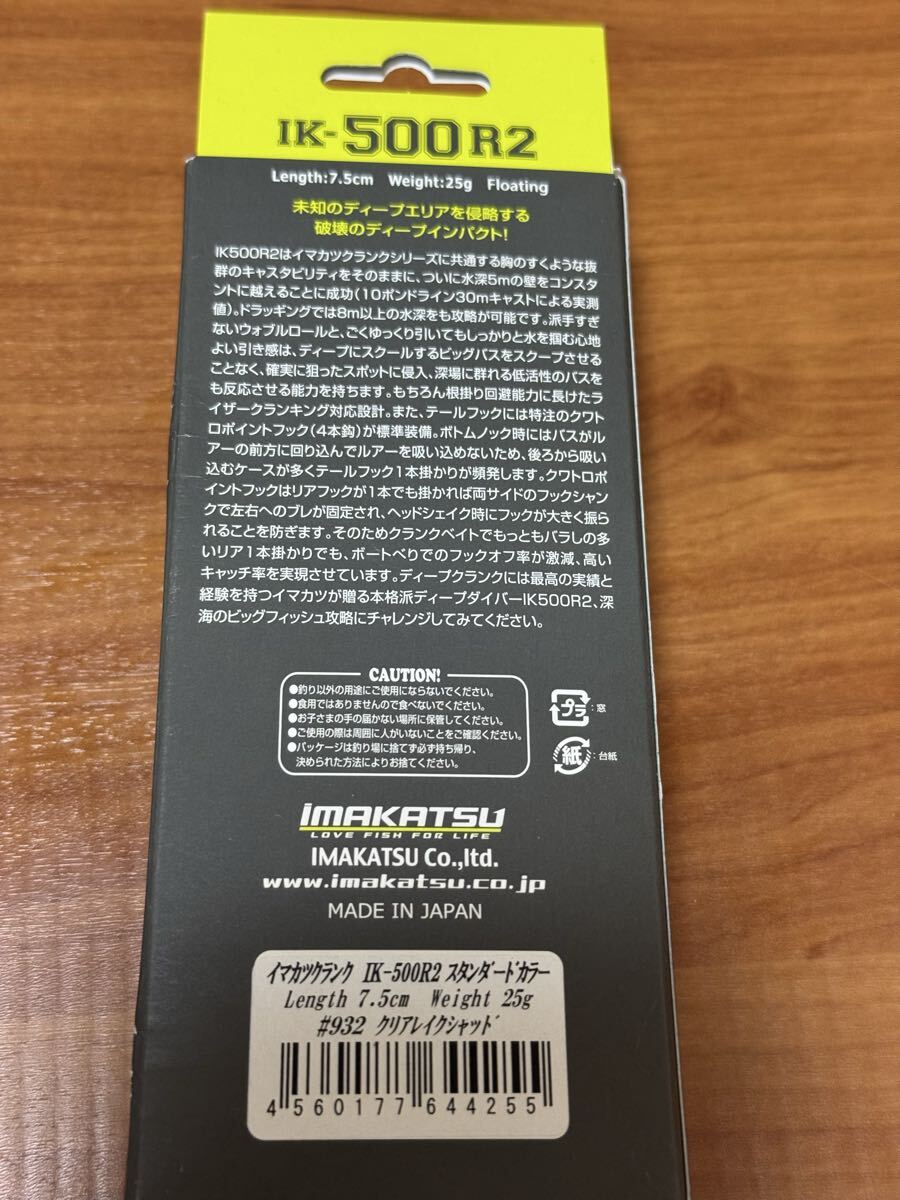 IK-500 R2
Length:7.5cm Weight:25g Floating
未知のディープエリアを侵略する
破壊のディープインパクト!
IK500R2はイマカツクランクシリーズに共通する胸のすくような抜
群のキャスタビリティをそのままに、ついに水深5mの壁をコンスタ
ントに越えることに成功(10ポンドライン30mキャストによる実測
値)。ドラッギングでは8m以上の水深をも攻略が可能です。派手すぎ
ないウォブルロールと、ごくゆっくり引いてもしっかりと水を掴む心地
よい引き感は、ディープにスクールするビッグバスをスクープさせる
ことなく、確実に狙ったスポットに侵入、深場に群れる低活性のバスを
も反応させる能力を持ちます。もちろん根掛り回避能力に長けたラ
イザークランキング対応設計。また、テールフックには特注のクワト
ロポイントフック(4本鈎)が標準装備。ボトムノック時にはバスがル
アーの前方に回り込んでルアーを吸い込めないため、後ろから吸い
込むケースが多くテールフック1本掛かりが頻発します。クワトロポ
イントフックはリアフックが1本でも掛かれば両サイドのフックシャン
クで左右へのブレが固定され、ヘッドシェイク時にフックが大きく振ら
れることを防ぎます。そのためクランクベイトでもっともバラしの多
いリア1本掛かりでも、ボートべりでのフックオフ率が激減、高い
キャッチ率を実現させています。ディープクランクには最高の実績と
経験を持つイマカツが贈る本格派ディープダイバーIK500R2、深
海のビッグフィッシュ攻略にチャレンジしてみてください。
CAUTION!
●釣り以外の用途にご使用にならないでください。
●食用ではありませんので食べないでください。
●お子さまの手の届かない場所に保管してください。
●ご使用の際は周囲に人がいないことをご確認ください。
●パッケージは釣り場に捨てず必ず持ち帰り、
決められた方法によりお捨てください。
プラ:窓
紙:台紙
IMAKATSU
LOVE FISH FOR LIFE
IMAKATSU Co.,ltd.
www.imakatsu.co.jp
MADE IN JAPAN
イマカツクランク IK-500R2 スタンダードカラー
Length 7.5cm Weight 25g
#932 クリアレイクシャッド
4 560177 644255